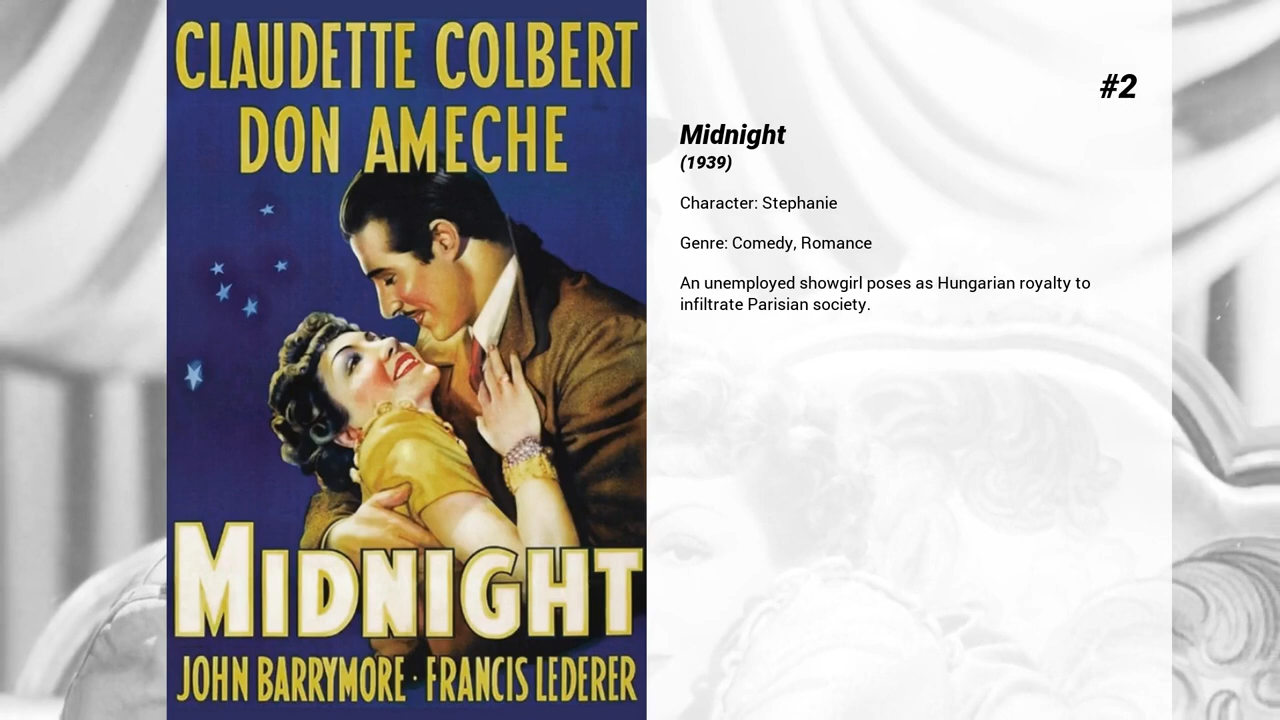 CLAUDETTE COLBERT
DON AMECHE
MIDNIGHT
JOHN BARRYMORE · FRANCIS LEDERER
#2
Midnight
(1939)
Character: Stephanie
Genre: Comedy, Romance
An unemployed showgirl poses as Hungarian royalty to
infiltrate Parisian society.